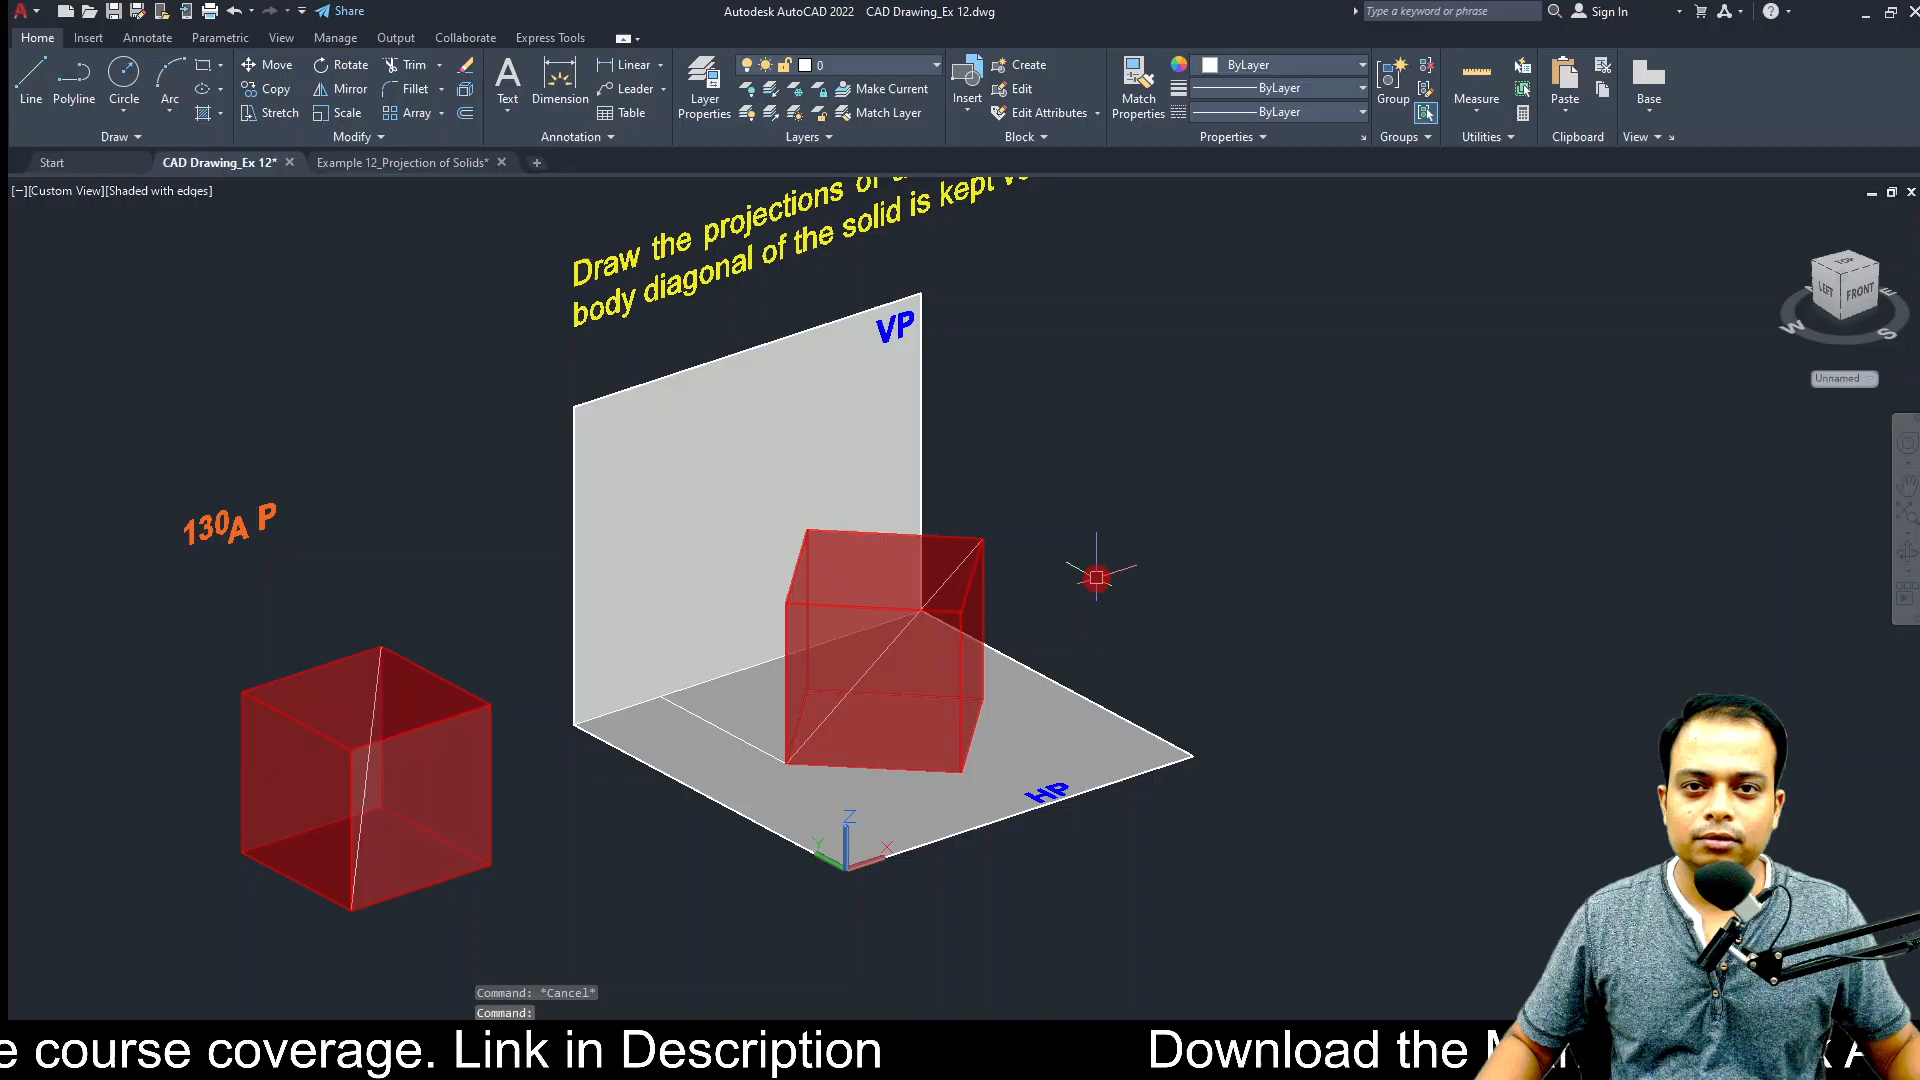 Share
Autodesk AutoCAD 2022 CAD Drawing_Ex 12.dwg
Type a keyword or phrase
Sign In
Home Insert Annotate Parametric View Manage Output Collaborate Express Tools
Line Polyline Circle Arc
Draw
Move Rotate Trim
Copy Mirror Fillet
Stretch Scale Array
Modify
Text Dimension
Linear
Leader
Table
Annotation
Layer Properties
0
Make Current
Match Layer
Layers
Insert
Create
Edit
Edit Attributes
Block
Match Properties
ByLayer
ByLayer
ByLayer
Properties
Group
Groups
Measure
Utilities
Paste
Clipboard
Base
View
Start CAD Drawing_Ex 12* Example 12_Projection of Solids*
[−][Custom View][Shaded with edges]
Draw the projections of
body diagonal of the solid is kept
VP
HP
130A P
TOP
LEFT FRONT
W S E
Unnamed
Z
Y X
Command: *Cancel*
Command:
e course coverage. Link in Description Download the